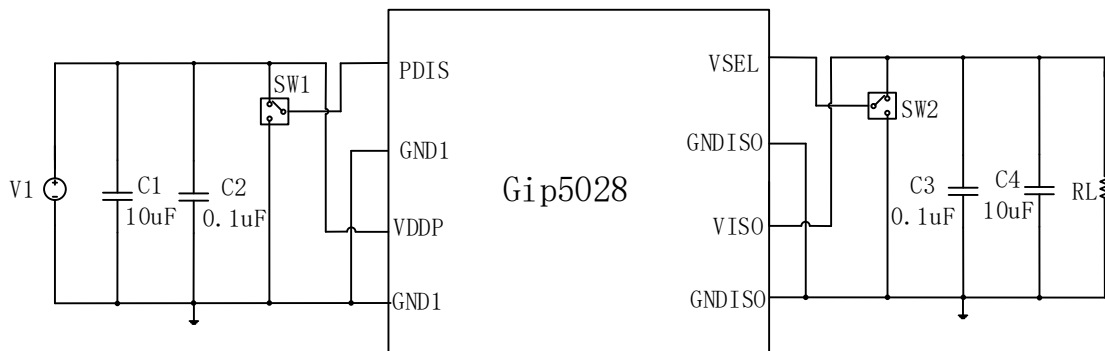 PDIS
VSEL
SW1
SW2
GND1
GNDISO
V1
C1
10uF
C2
0.1uF
Gip5028
C3
0.1uF
C4
10uF
RL
VDDP
VISO
GND1
GNDISO